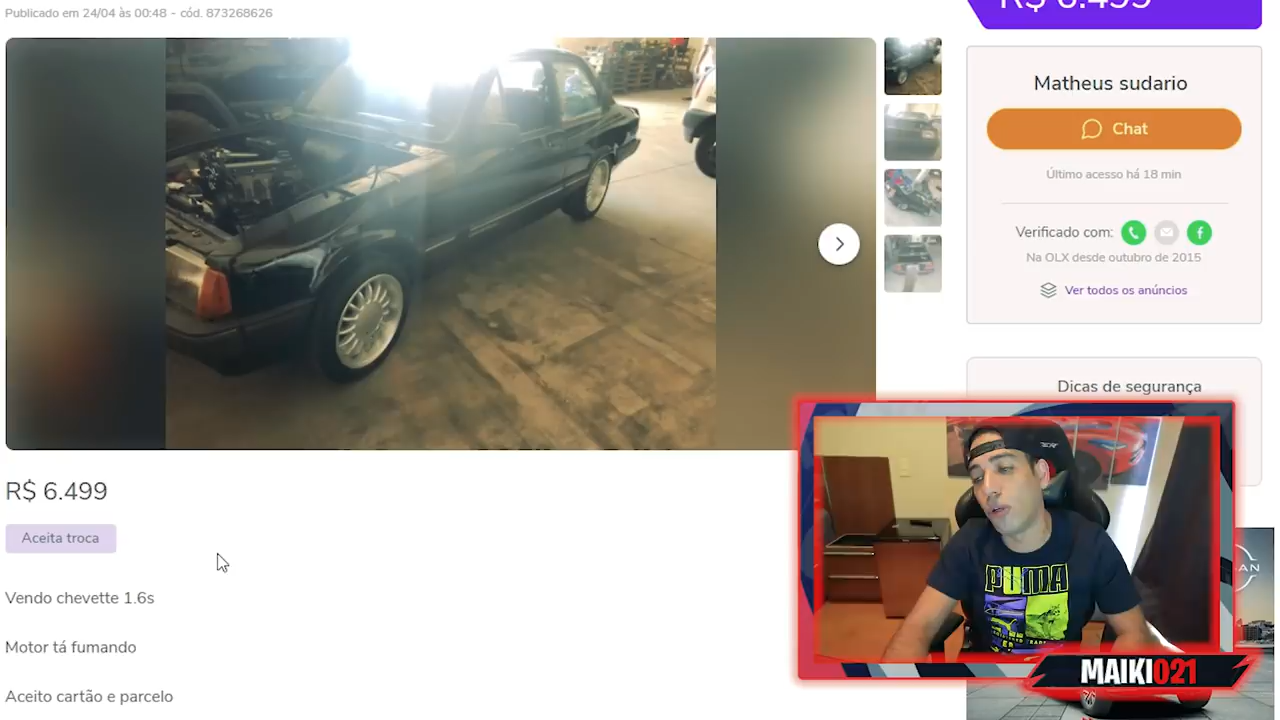 Publicado em 24/04 às 00:48 - cód. 873268626
R$ 6.499
Matheus sudario
Chat
Último acesso há 18 min
Verificado com:
Na OLX desde outubro de 2015
Ver todos os anúncios
Dicas de segurança
R$ 6.499
Aceita troca
Vendo chevette 1.6s
Motor tá fumando
Aceito cartão e parcelo
PUMA
MAIKI021